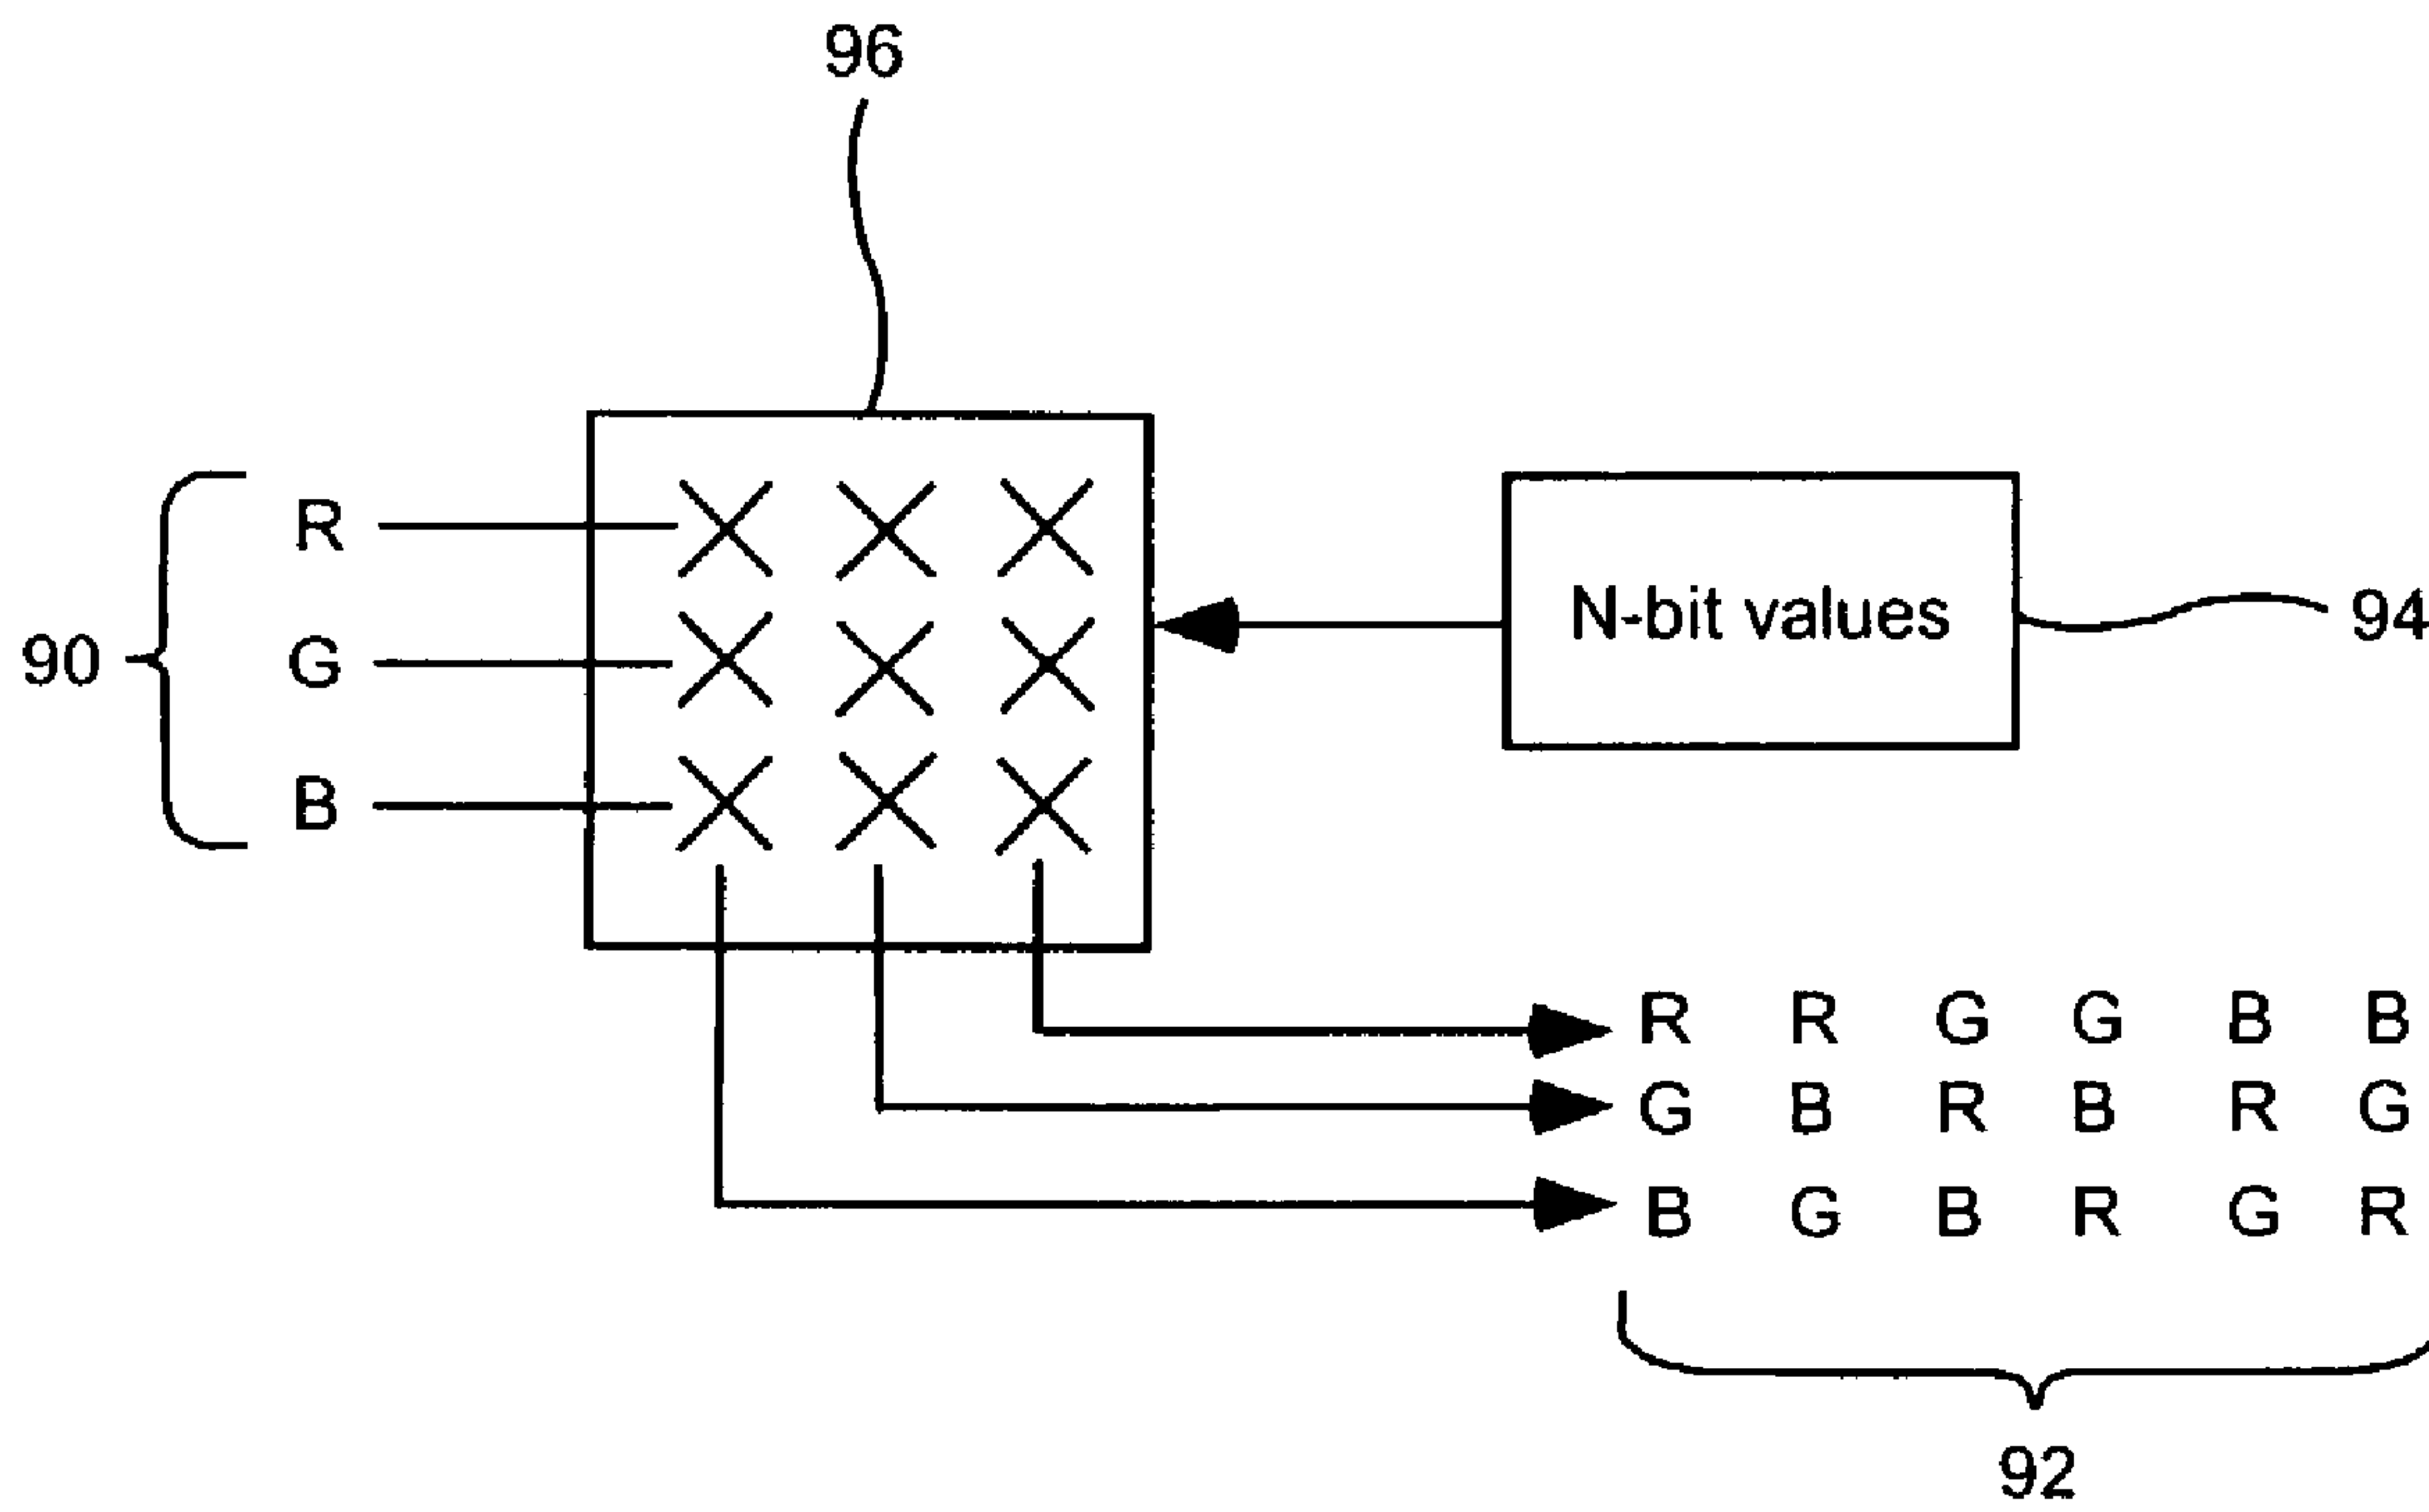 96
R
G
B
90
N-bit values
94
R R G G B B
G B R B R G
B G B R G R
92